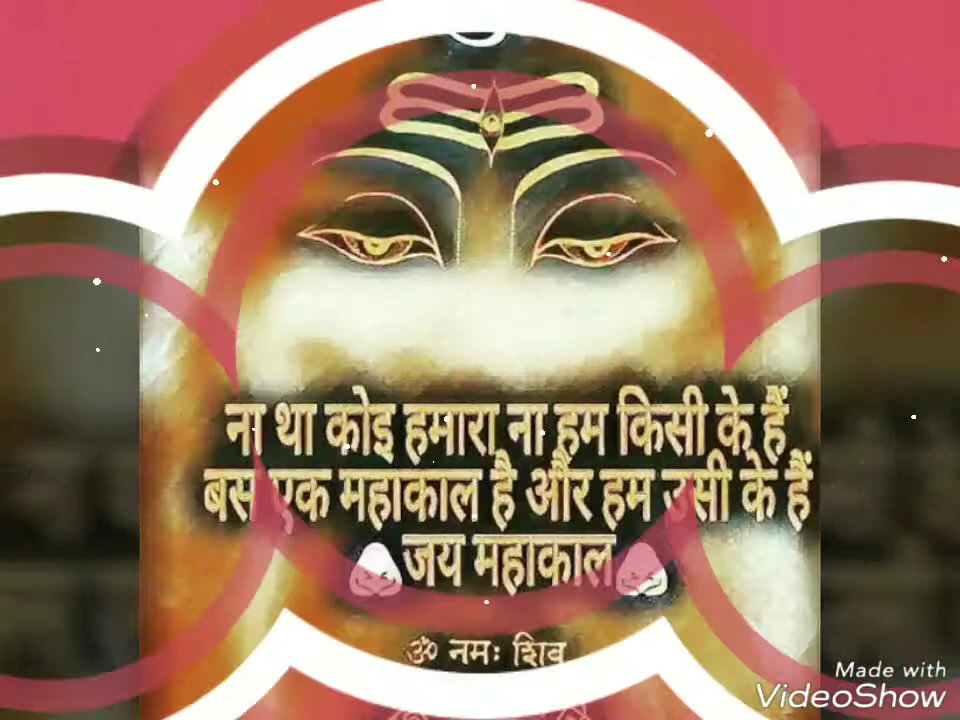 ना था कोइ हमारा ना हम किसी के हैं
बस एक महाकाल है और हम उसी के हैं
जय महाकाल
ॐ नमः शिव
Made with
VideoShow